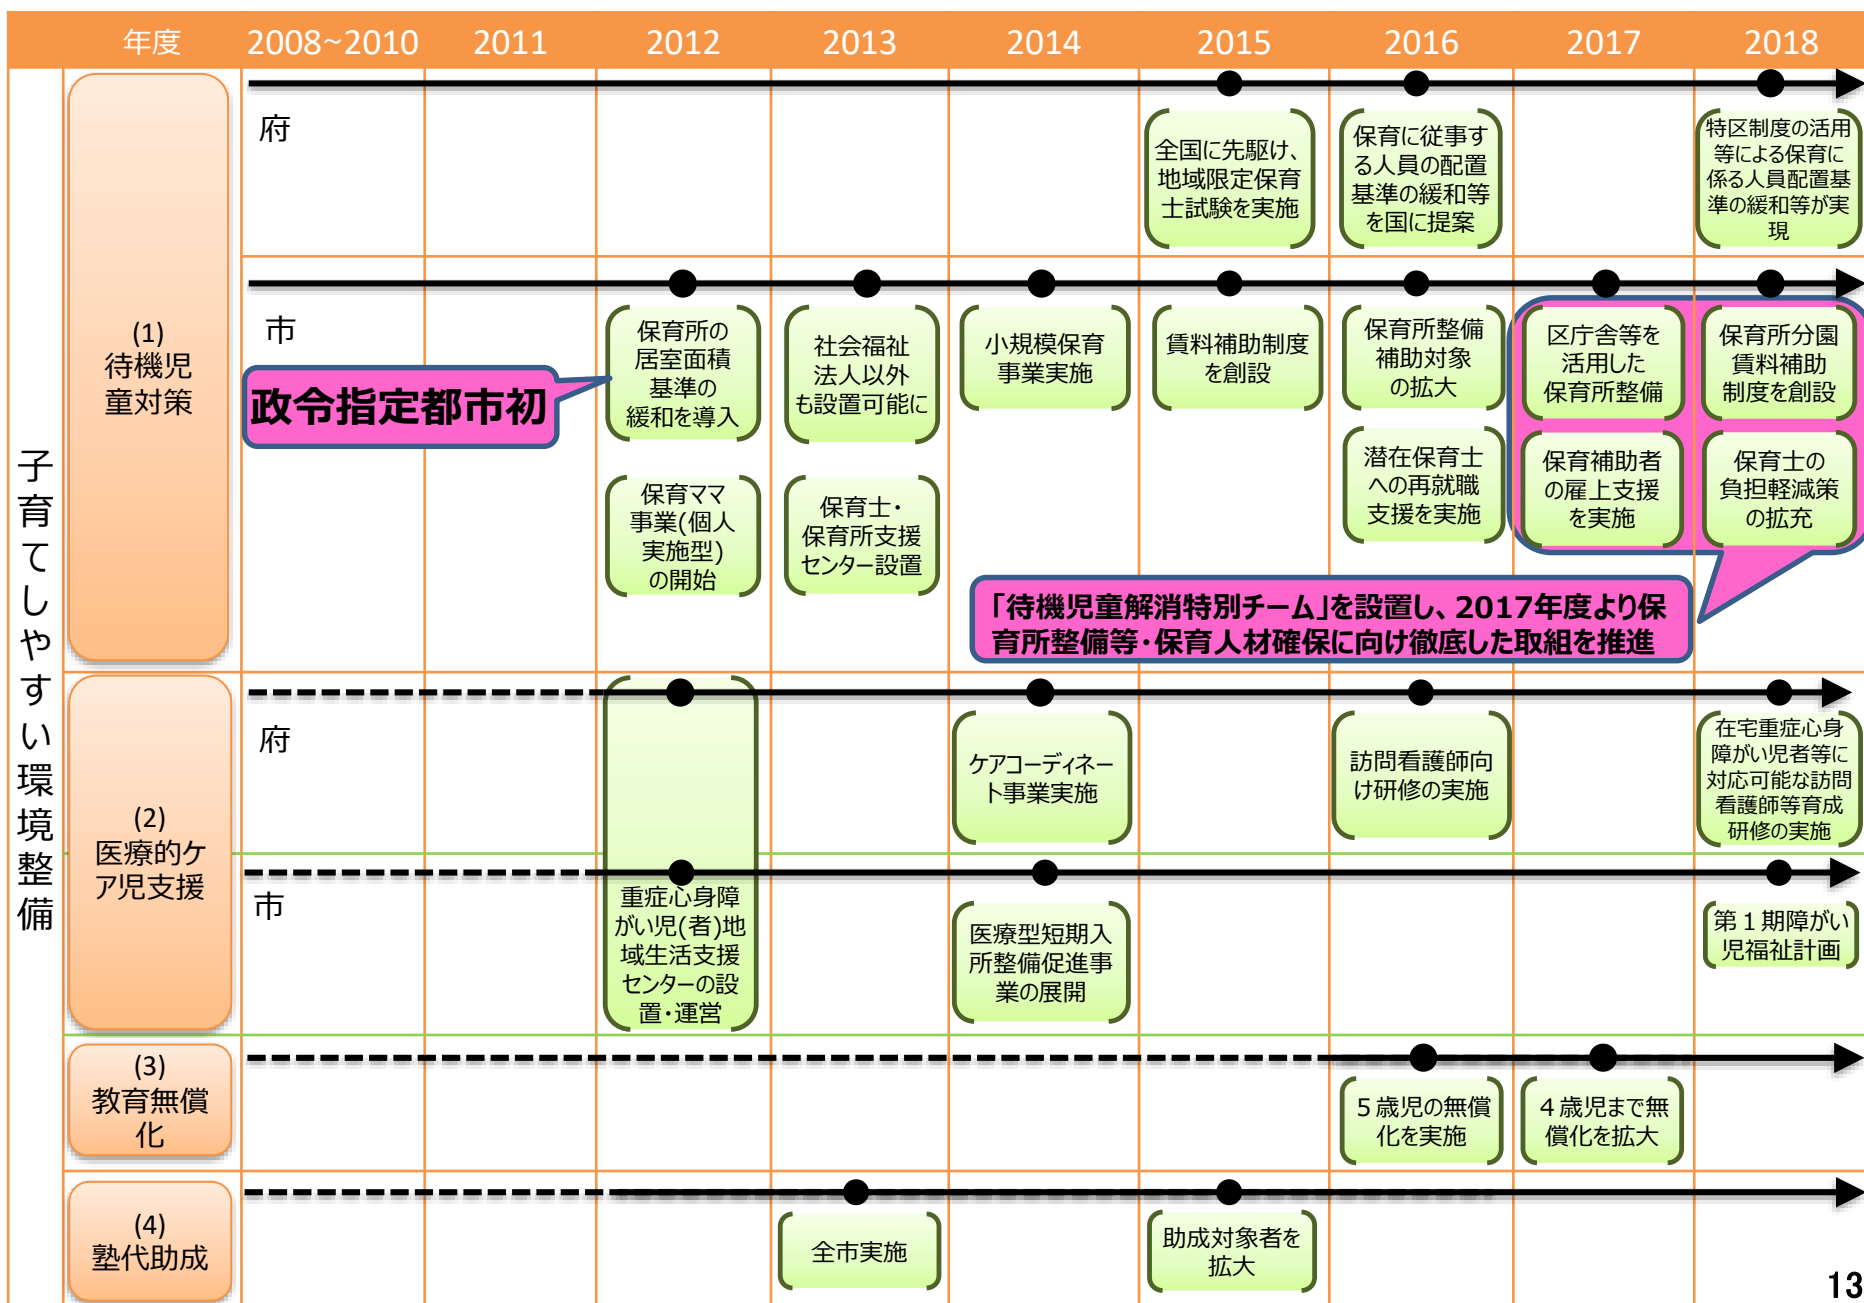 年度 2008~2010 2011 2012 2013 2014 2015 2016 2017 2018
子育てしやすい環境整備
(1)
待機児
童対策
府
全国に先駆け、
地域限定保育
士試験を実施
保育に従事す
る人員の配置
基準の緩和等
を国に提案
特区制度の活用
等による保育に
係る人員配置基
準の緩和等が実
現
市
政令指定都市初
保育所の
居室面積
基準の
緩和を導入
社会福祉
法人以外
も設置可能に
小規模保育
事業実施
賃料補助制度
を創設
保育所整備
補助対象
の拡大
区庁舎等を
活用した
保育所整備
保育所分園
賃料補助
制度を創設
保育ママ
事業(個人
実施型)
の開始
保育士・
保育所支援
センター設置
潜在保育士
への再就職
支援を実施
保育補助者
の雇上支援
を実施
保育士の
負担軽減策
の拡充
「待機児童解消特別チーム」を設置し、2017年度より保
育所整備等・保育人材確保に向け徹底した取組を推進
(2)
医療的ケ
ア児支援
府
ケアコーディネー
ト事業実施
訪問看護師向
け研修の実施
在宅重症心身
障がい児者等に
対応可能な訪問
看護師等育成
研修の実施
市
重症心身障
がい児(者)地
域生活支援
センターの設
置・運営
医療型短期入
所整備促進事
業の展開
第1期障がい
児福祉計画
(3)
教育無償
化
5歳児の無償
化を実施
4歳児まで無
償化を拡大
(4)
塾代助成
全市実施
助成対象者を
拡大
13